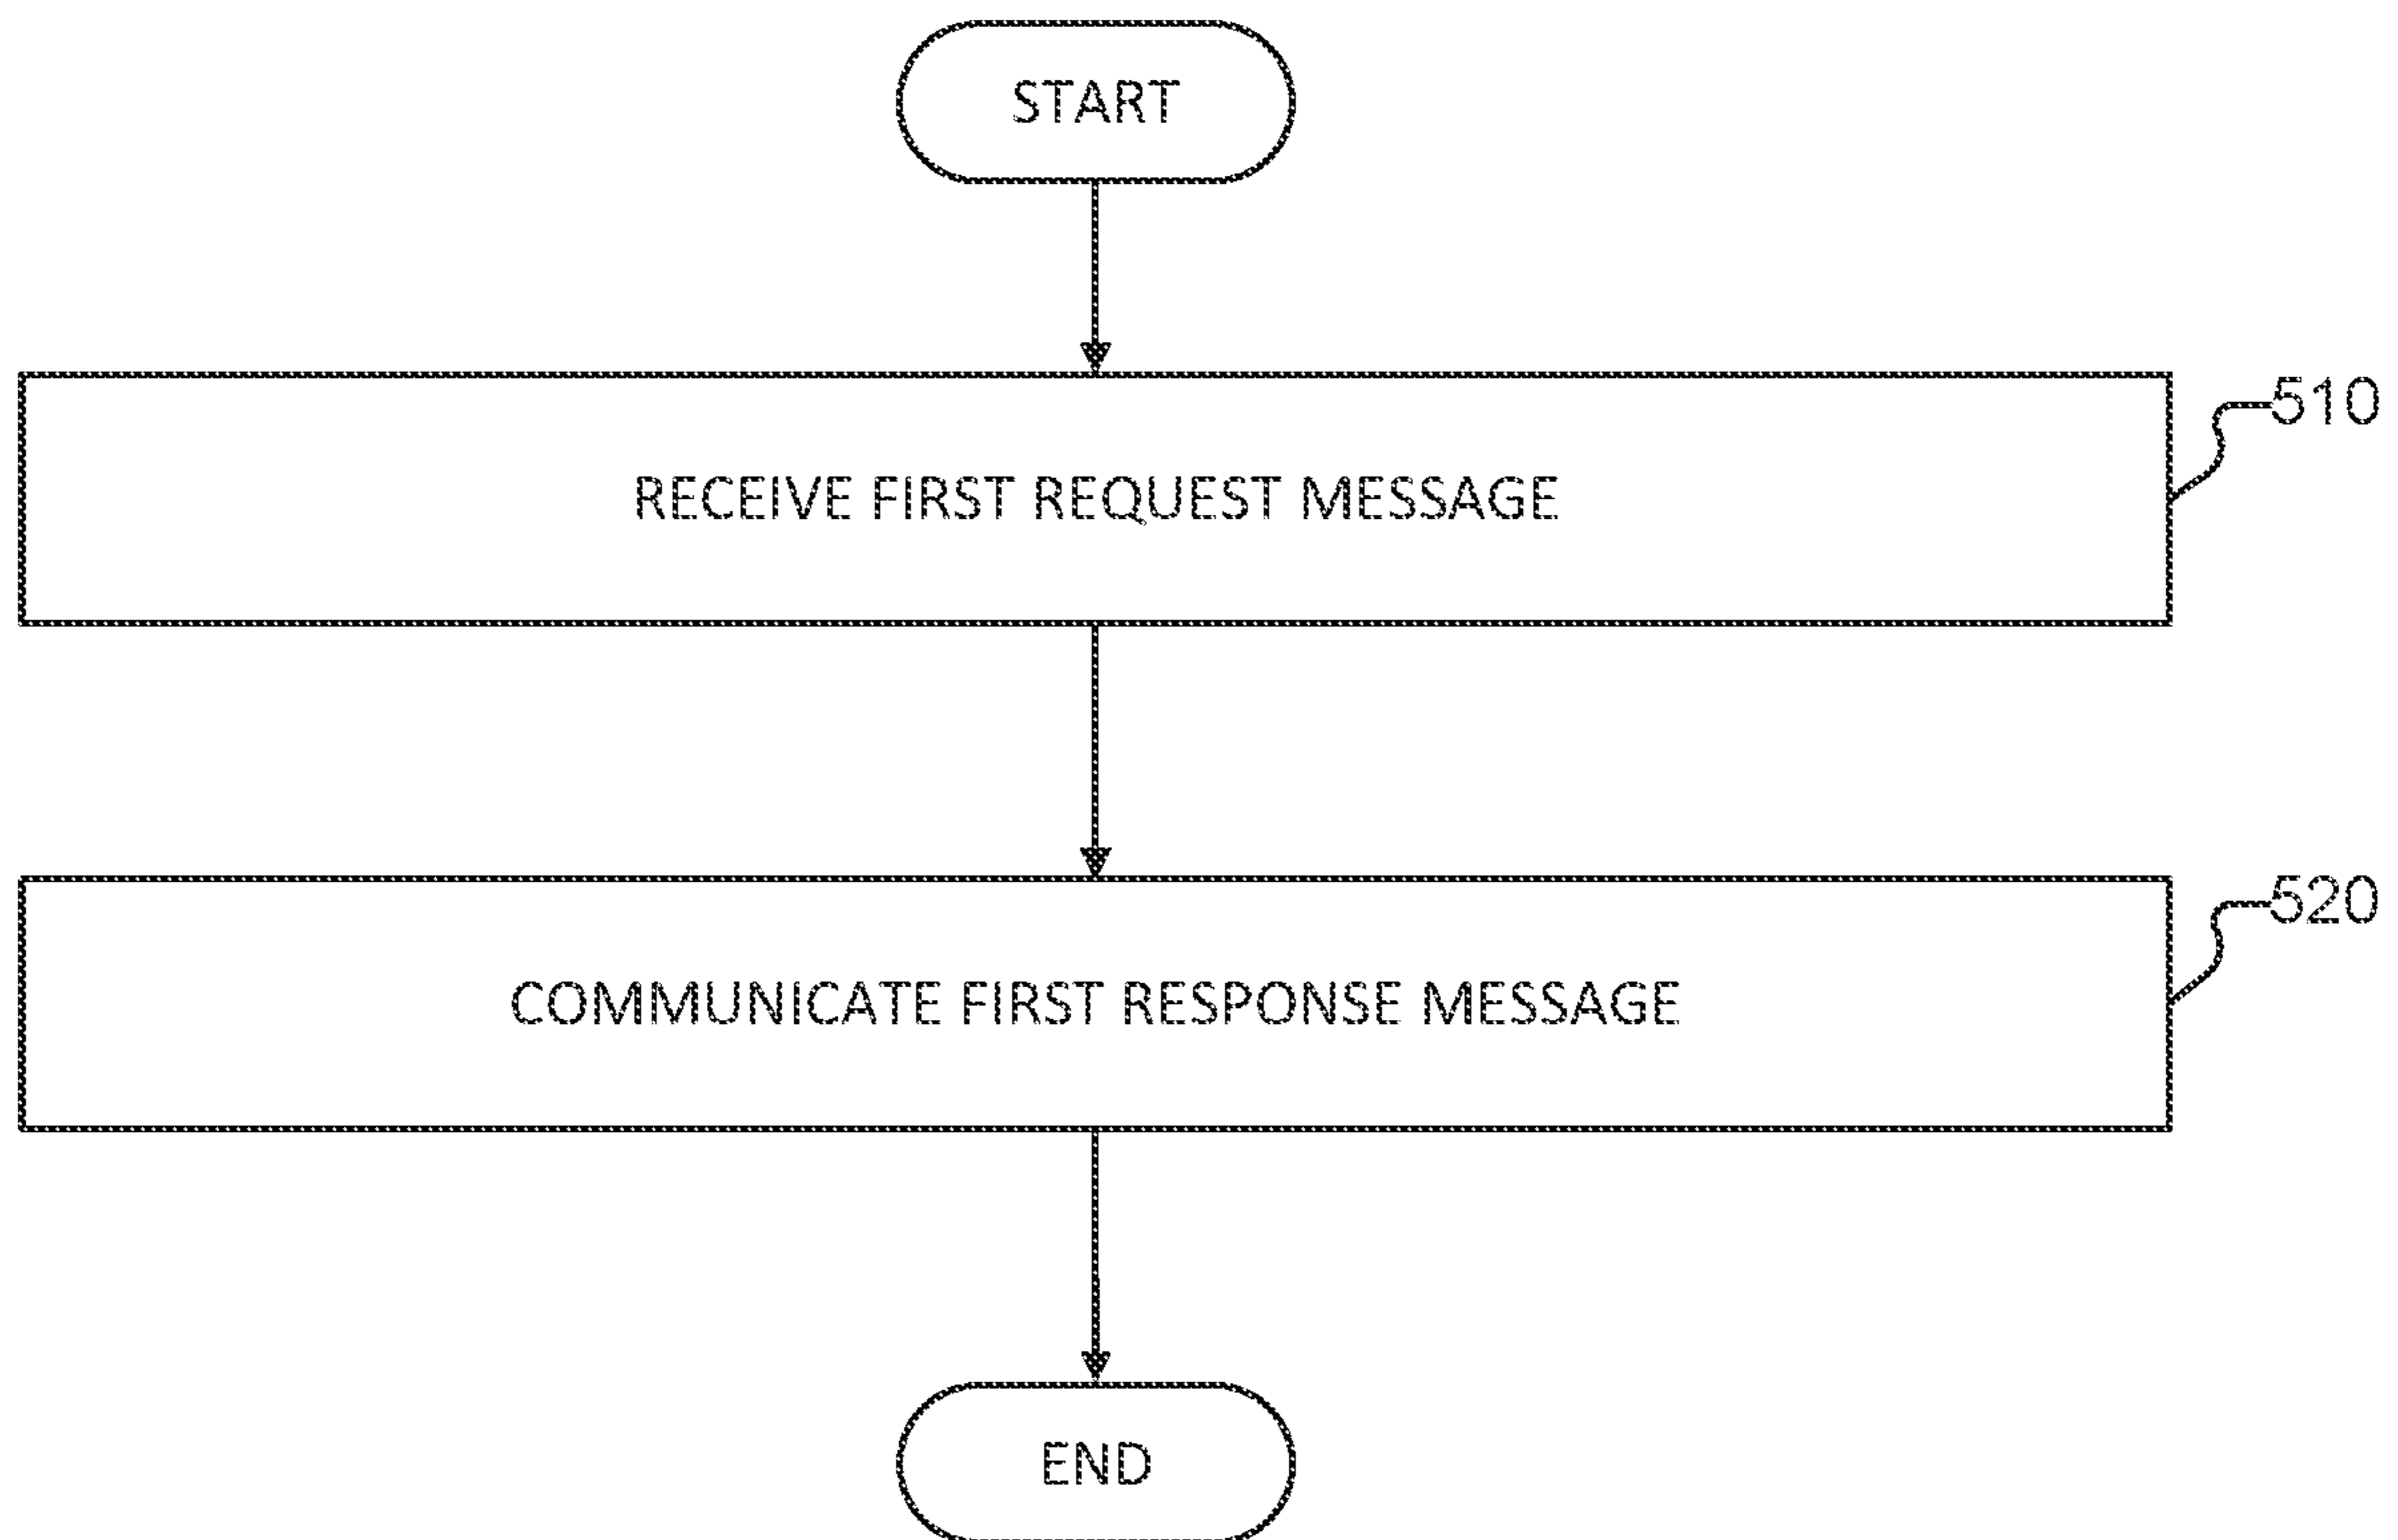 START
510
RECEIVE FIRST REQUEST MESSAGE
520
COMMUNICATE FIRST RESPONSE MESSAGE
END